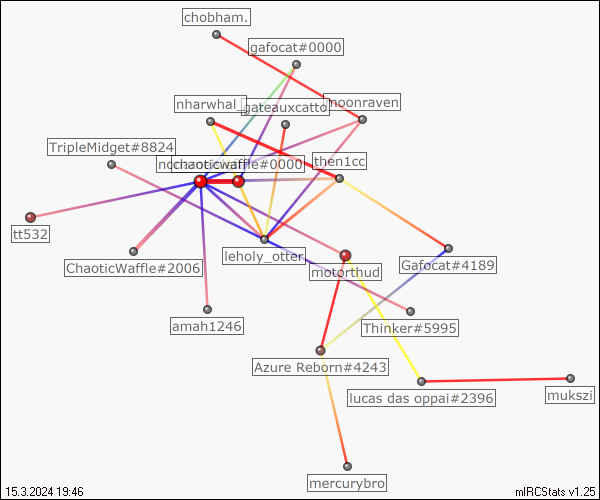 chobham.
gafocat#0000
nharwhal_
gateauxcatto
moonraven
TripleMidget#8824
chaoticwaffle#0000
then1cc
tt532
ChaoticWaffle#2006
leholy_otter
motorthud
Gafocat#4189
amah1246
Thinker#5995
Azure Reborn#4243
lucas das oppai#2396
mukszi
mercurybro
15.3.2024 19:46
mIRCStats v1.25